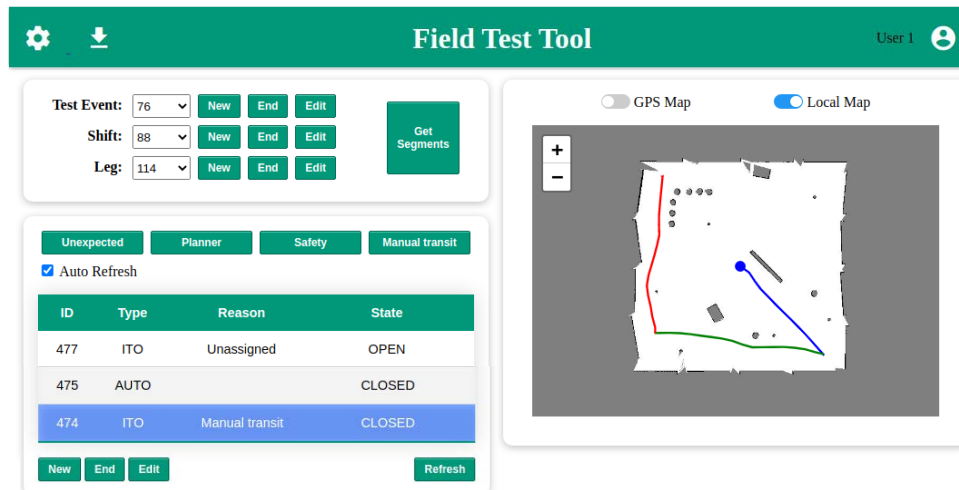 Field Test Tool
User 1
Test Event: 76 New End Edit
Shift: 88 New End Edit
Leg: 114 New End Edit
Get
Segments
Unexpected Planner Safety Manual transit
Auto Refresh
ID Type Reason State
477 ITO Unassigned OPEN
475 AUTO CLOSED
474 ITO Manual transit CLOSED
New End Edit Refresh
GPS Map Local Map
+
−